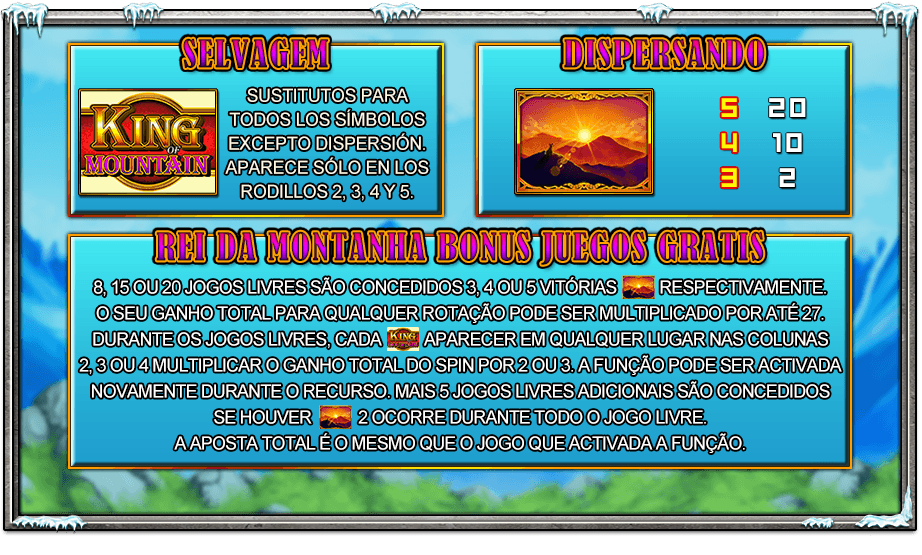 SELVAGEM
KING
OF
MOUNTAIN
SUSTITUTOS PARA
TODOS LOS SÍMBOLOS
EXCEPTO DISPERSIÓN.
APARECE SÓLO EN LOS
RODILLOS 2, 3, 4 Y 5.
DISPERSANDO
5 20
4 10
3 2
REI DA MONTANHA BONUS JUEGOS GRATIS
8, 15 OU 20 JOGOS LIVRES SÃO CONCEDIDOS 3, 4 OU 5 VITÓRIAS RESPECTIVAMENTE.
O SEU GANHO TOTAL PARA QUALQUER ROTAÇÃO PODE SER MULTIPLICADO POR ATÉ 27.
DURANTE OS JOGOS LIVRES, CADA KING OF MOUNTAIN APARECER EM QUALQUER LUGAR NAS COLUNAS
2, 3 OU 4 MULTIPLICAR O GANHO TOTAL DO SPIN POR 2 OU 3. A FUNÇÃO PODE SER ACTIVADA
NOVAMENTE DURANTE O RECURSO. MAIS 5 JOGOS LIVRES ADICIONAIS SÃO CONCEDIDOS
SE HOUVER 2 OCORRE DURANTE TODO O JOGO LIVRE.
A APOSTA TOTAL É O MESMO QUE O JOGO QUE ACTIVADA A FUNÇÃO.